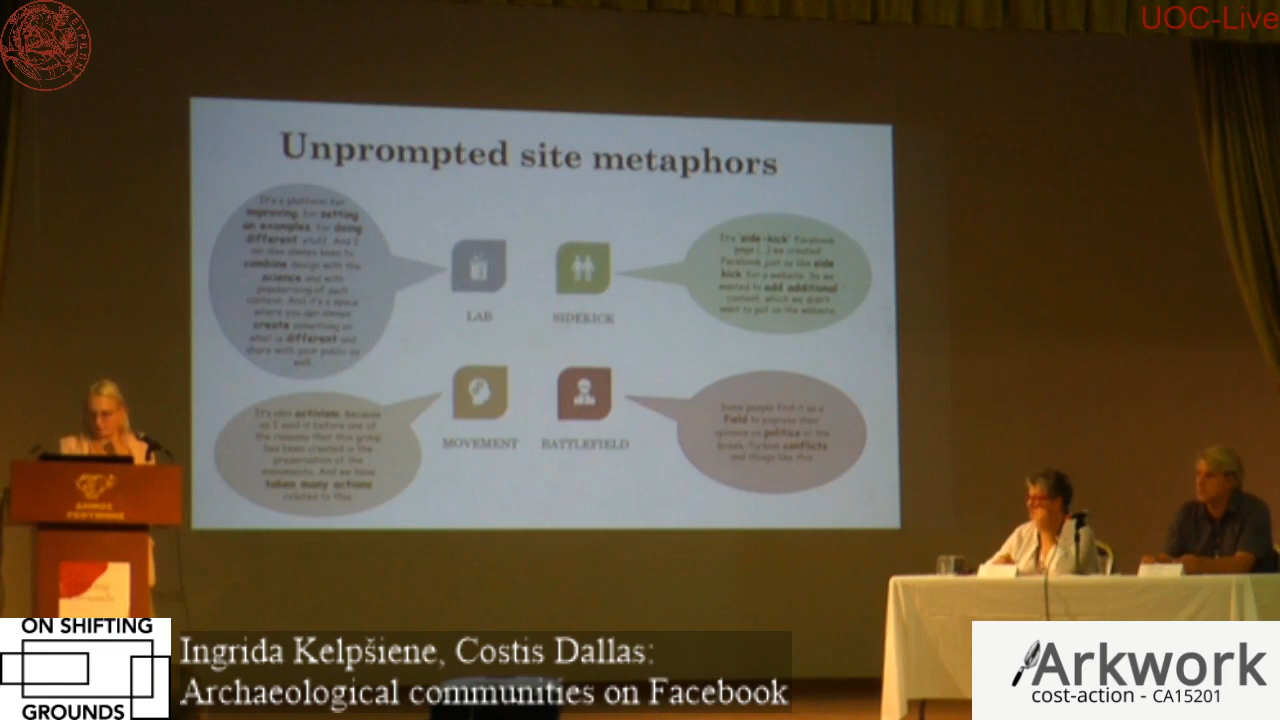 UOC-Live
Unprompted site metaphors
It's a platform for
improving, for setting
an examples, for doing
different stuff. And I
am also always keen to
combine design with the
science and with
popularizing of such
content. And it's a space
where you can always
create something or
what is different and
share with your public as
well.
LAB
SIDEKICK
It's 'side-kick' Facebook
page [...] we created
Facebook just as like side
kick for a website. So we
wanted to add additional
content, which we didn't
want to put on the website.
MOVEMENT
BATTLEFIELD
It's also activism. Because
as I said it before one of
the reasons that this group
has been created is the
preservation of the
monuments. And we have
taken many actions
related to this.
Some people find it as a
field to express their
opinions on politics or the
Greek-Turkish conflicts
and things like this.
ΔΗΜΟΣ
ΡΕΘΥΜΝΗΣ
ON SHIFTING
GROUNDS
Ingrida Kelpšiene, Costis Dallas:
Archaeological communities on Facebook
Arkwork
cost-action - CA15201